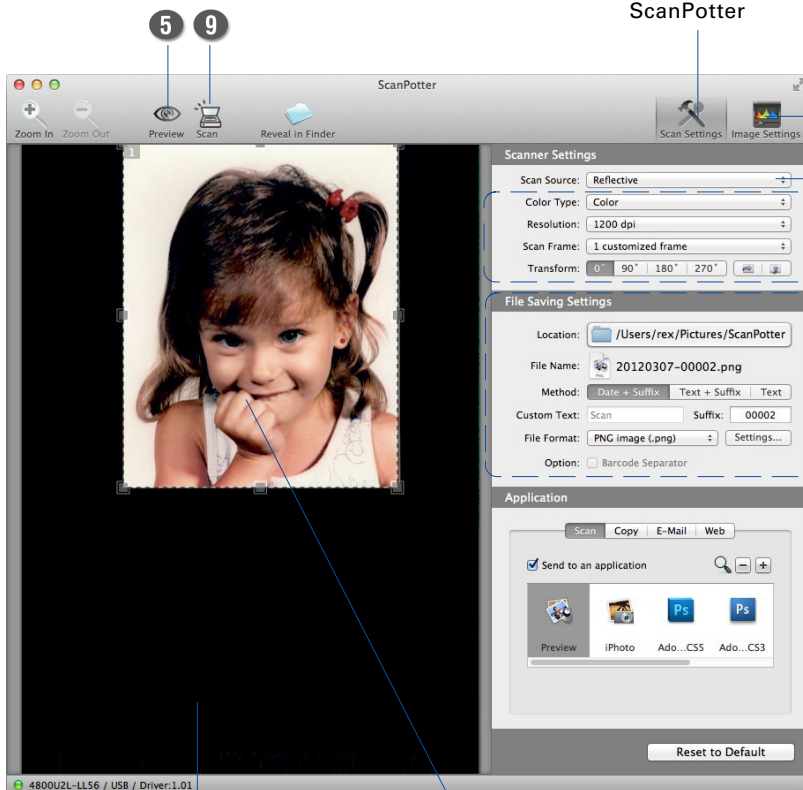 ScanPotter
5 9
ScanPotter
Zoom In Zoom Out Preview Scan Reveal in Finder Scan Settings Image Settings
1
Scanner Settings
Scan Source: Reflective
Color Type: Color
Resolution: 1200 dpi
Scan Frame: 1 customized frame
Transform: 0° 90° 180° 270°
File Saving Settings
Location: /Users/rex/Pictures/ScanPotter
File Name: PNG 20120307-00002.png
Method: Date + Suffix Text + Suffix Text
Custom Text: Scan Suffix: 00002
File Format: PNG image (.png) Settings...
Option: Barcode Separator
Application
Scan Copy E-Mail Web
Send to an application
Ps Ps
Preview iPhoto Ado...CS5 Ado...CS3
Reset to Default
4800U2L-LL56 / USB / Driver:1.01